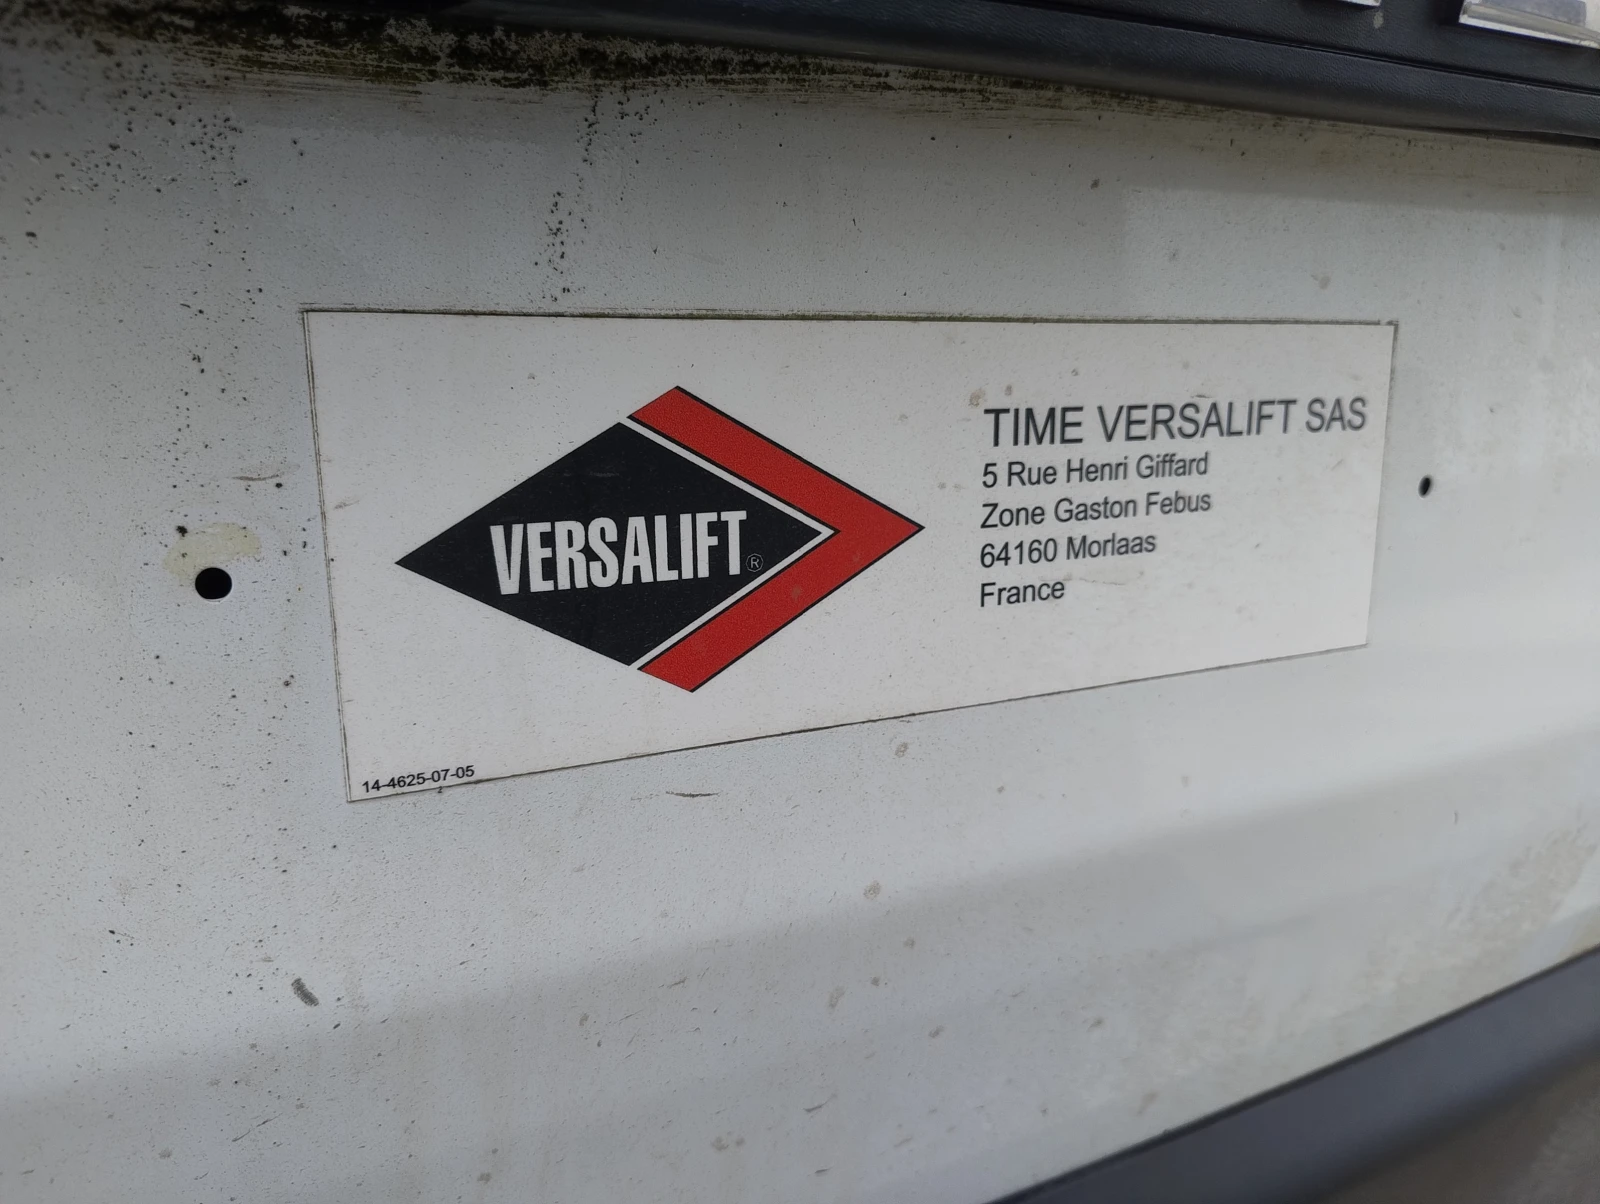 VERSALIFT®
TIME VERSALIFT SAS
5 Rue Henri Giffard
Zone Gaston Febus
64160 Morlaas
France
14-4625-07-05